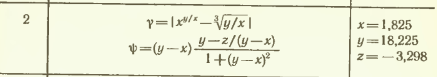 2
γ=|x^{y/x}−∛(y/x)|
x=1,825
ψ=(y−x) (y−z/(y−x))/(1+(y−x)²)
y=18,225
z=−3,298